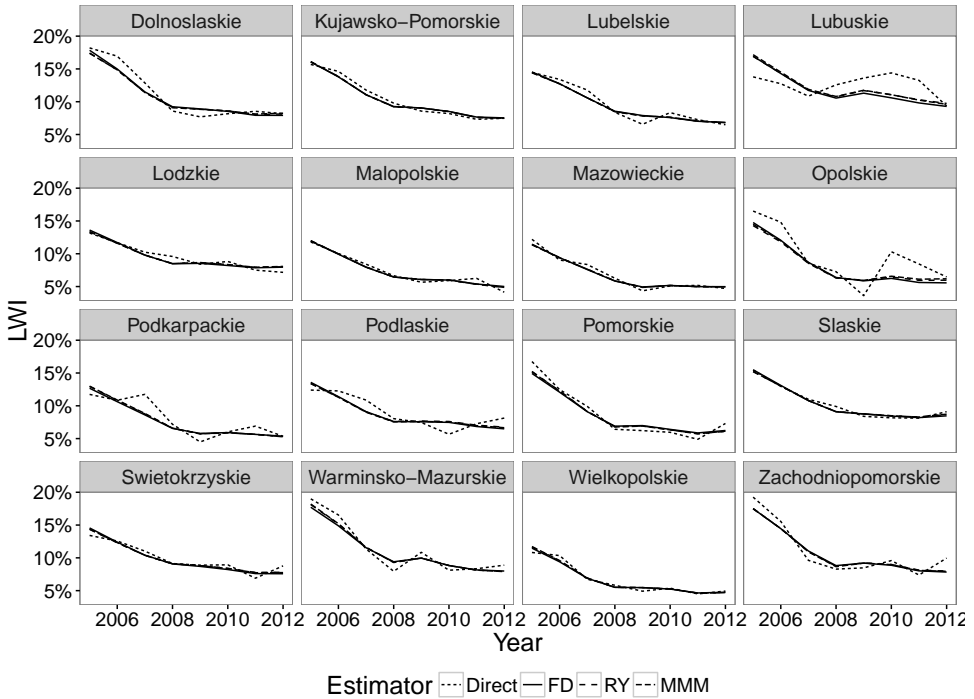 Dolnoslaskie Kujawsko−Pomorskie Lubelskie Lubuskie
20%
15%
10%
5%
Lodzkie Malopolskie Mazowieckie Opolskie
20%
15%
10%
5%
Podkarpackie Podlaskie Pomorskie Slaskie
20%
15%
10%
5%
Swietokrzyskie Warminsko−Mazurskie Wielkopolskie Zachodniopomorskie
20%
15%
10%
5%
LWI
2006 2008 2010 2012 2006 2008 2010 2012 2006 2008 2010 2012 2006 2008 2010 2012
Year
Estimator Direct FD RY MMM